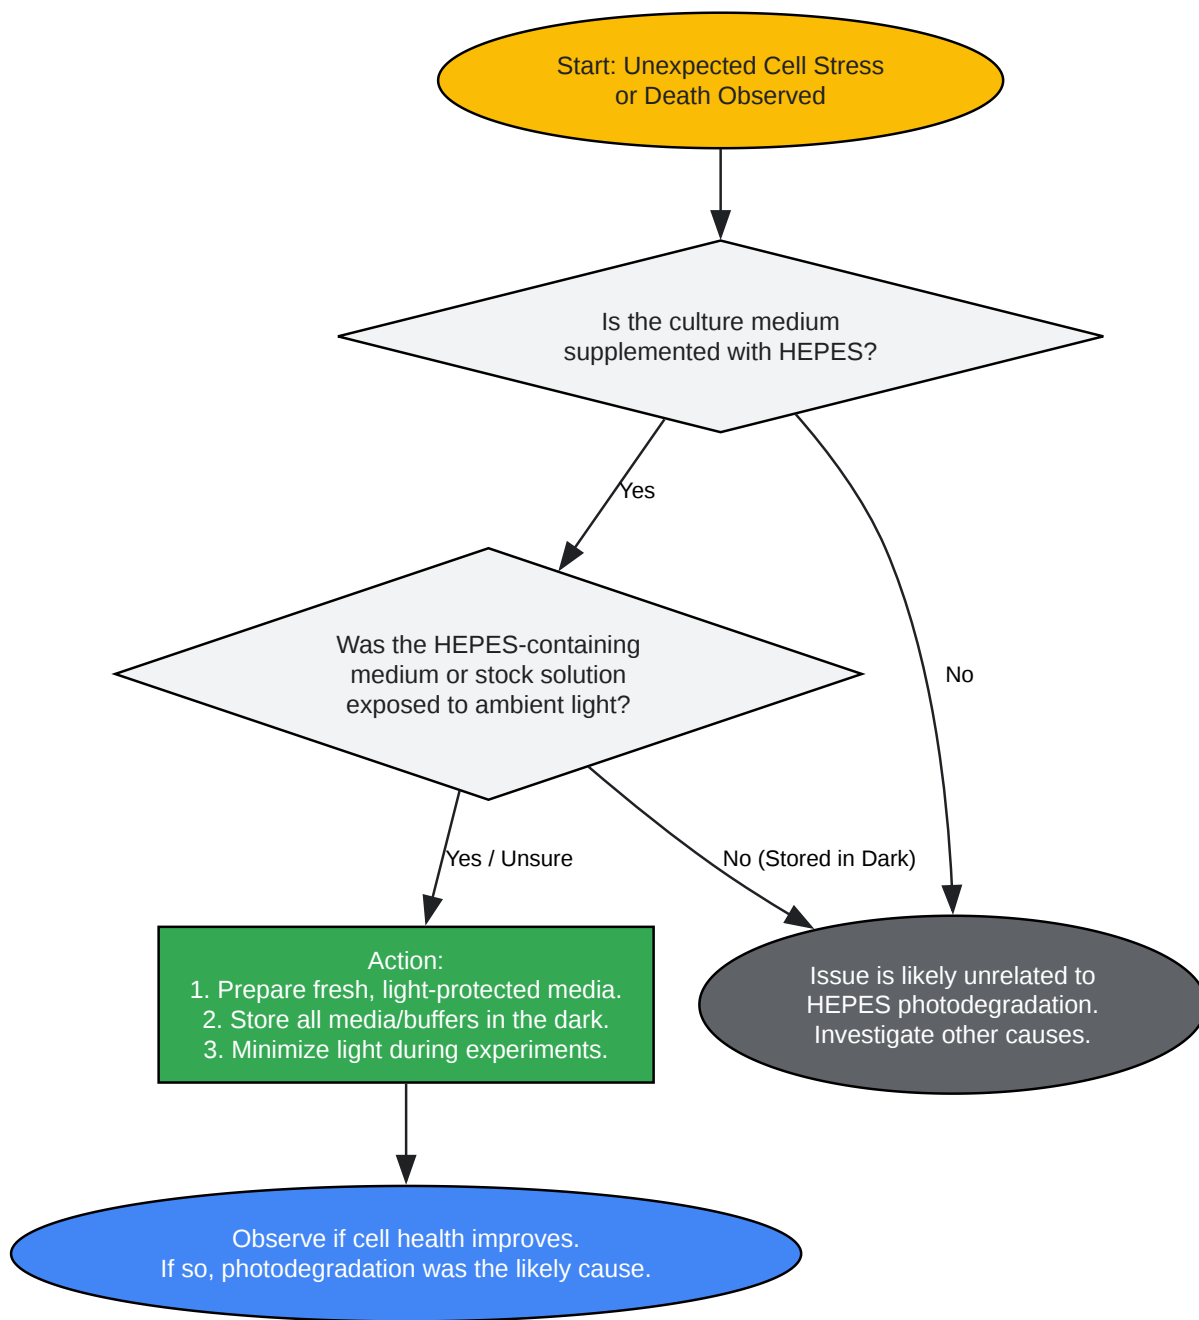 Start: Unexpected Cell Stress
or Death Observed
Is the culture medium
supplemented with HEPES?
Yes
Was the HEPES-containing
medium or stock solution
exposed to ambient light?
No
Yes / Unsure
No (Stored in Dark)
Action:
1. Prepare fresh, light-protected media.
2. Store all media/buffers in the dark.
3. Minimize light during experiments.
Issue is likely unrelated to
HEPES photodegradation.
Investigate other causes.
Observe if cell health improves.
If so, photodegradation was the likely cause.